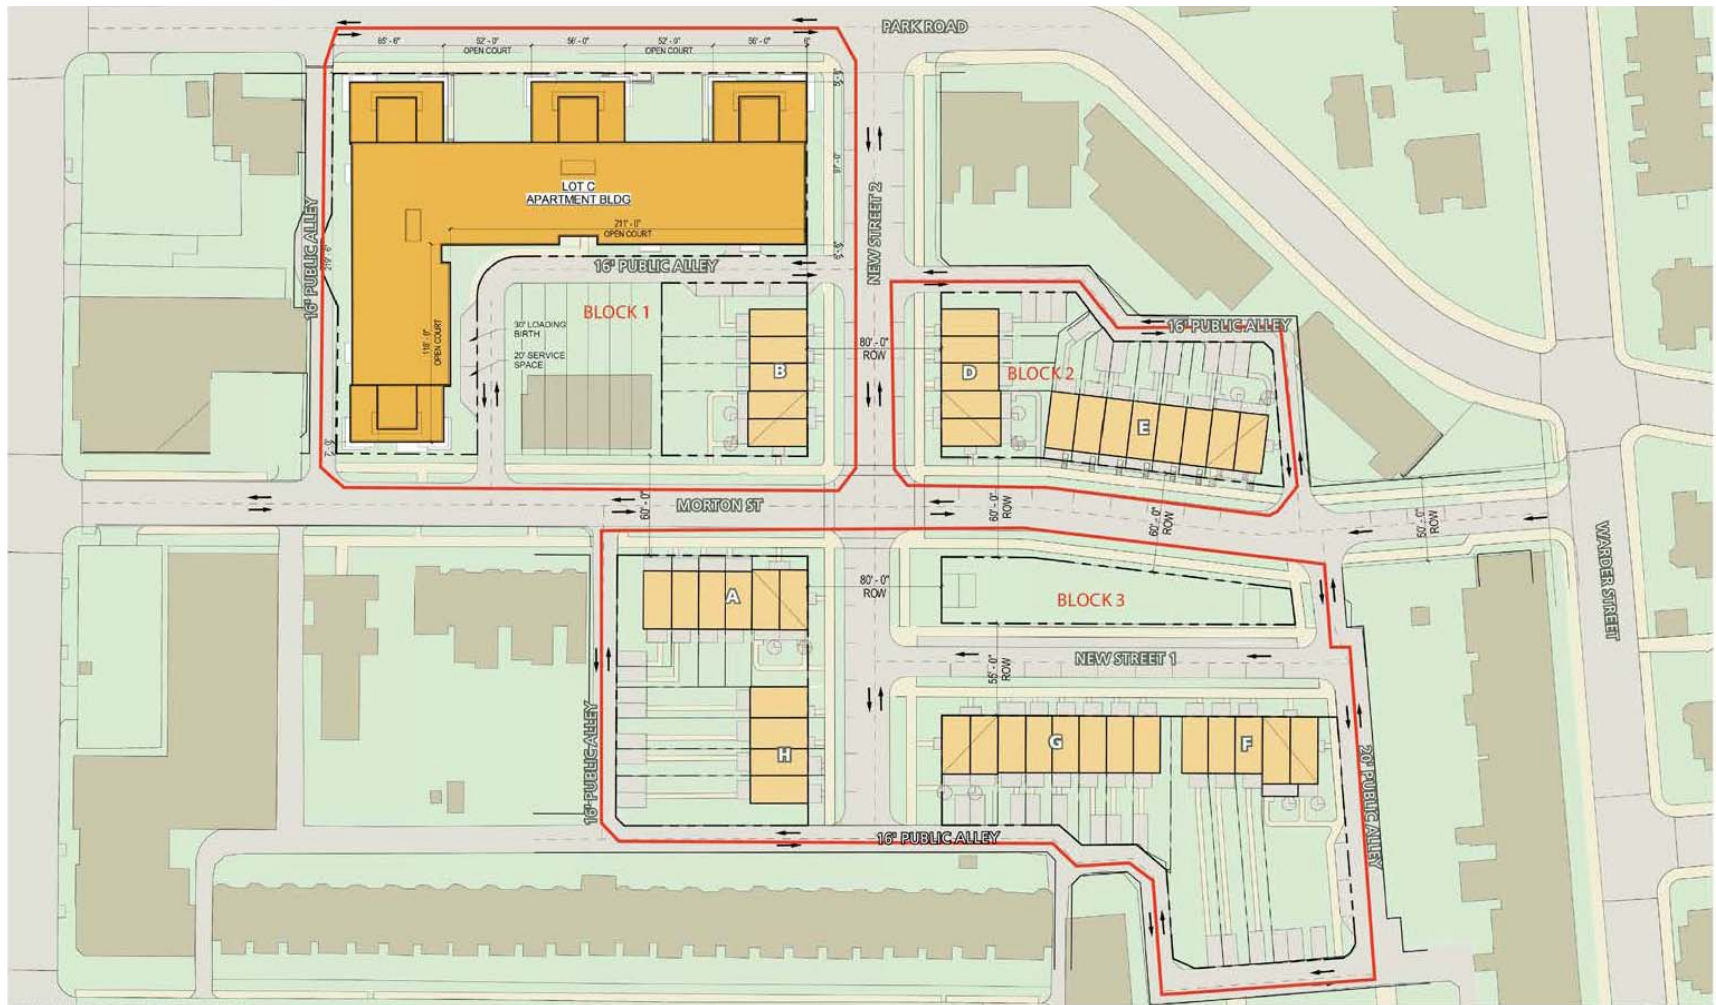 PARK ROAD
65' - 6"
52' - 0"
OPEN COURT
56' - 0"
52' - 9"
OPEN COURT
56' - 0"
LOT C
APARTMENT BLDG
211' - 0"
OPEN COURT
97' - 0"
16' PUBLIC ALLEY
219' - 6"
118' - 0"
OPEN COURT
16' PUBLIC ALLEY
NEW STREET 2
BLOCK 1
30' LOADING
BIRTH
20' SERVICE
SPACE
B
80' - 0"
ROW
D
BLOCK 2
E
16' PUBLIC ALLEY
MORTON ST
60' - 0"
60' - 0"
ROW
60' - 0"
ROW
ROW
WARDER STREET
A
80' - 0"
ROW
BLOCK 3
NEW STREET 1
55' - 0"
ROW
16' PUBLIC ALLEY
H
G
F
20' PUBLIC ALLEY
16' PUBLIC ALLEY